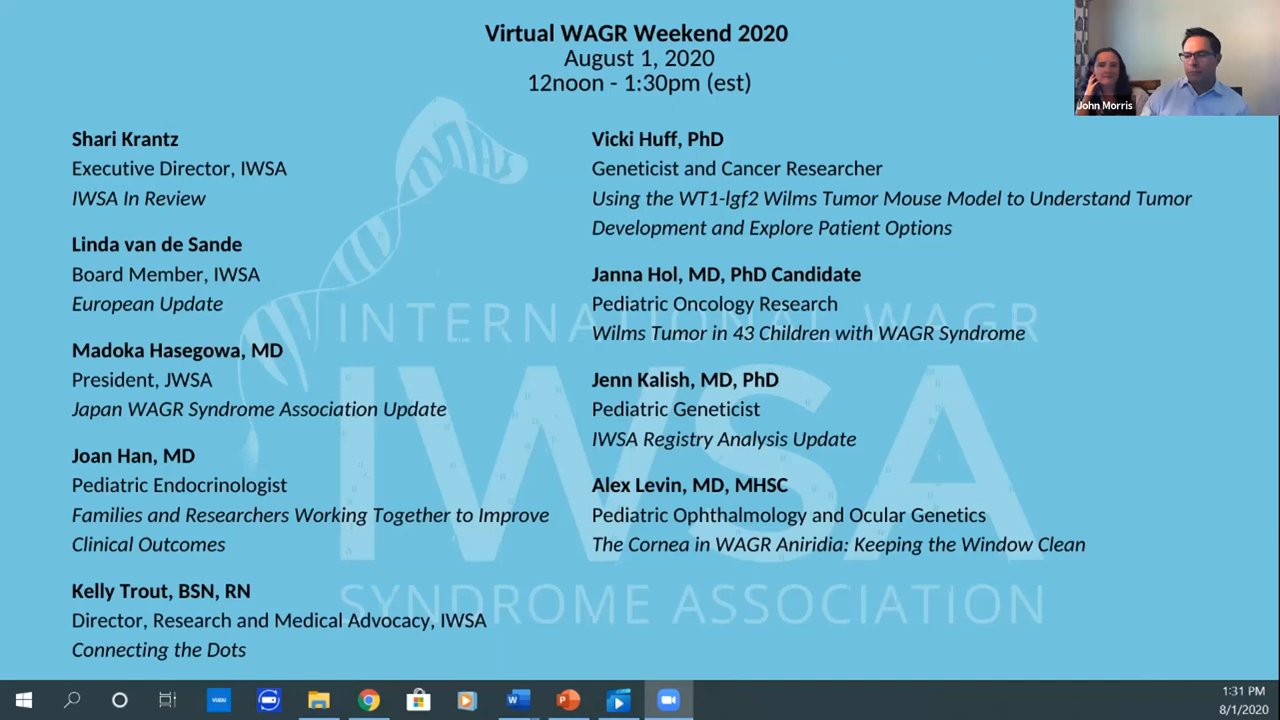 Virtual WAGR Weekend 2020
August 1, 2020
12noon - 1:30pm (est)
John Morris
Shari Krantz
Executive Director, IWSA
IWSA In Review
Linda van de Sande
Board Member, IWSA
European Update
Madoka Hasegowa, MD
President, JWSA
Japan WAGR Syndrome Association Update
Joan Han, MD
Pediatric Endocrinologist
Families and Researchers Working Together to Improve
Clinical Outcomes
Kelly Trout, BSN, RN
Director, Research and Medical Advocacy, IWSA
Connecting the Dots
Vicki Huff, PhD
Geneticist and Cancer Researcher
Using the WT1-lgf2 Wilms Tumor Mouse Model to Understand Tumor
Development and Explore Patient Options
Janna Hol, MD, PhD Candidate
Pediatric Oncology Research
Wilms Tumor in 43 Children with WAGR Syndrome
Jenn Kalish, MD, PhD
Pediatric Geneticist
IWSA Registry Analysis Update
Alex Levin, MD, MHSC
Pediatric Ophthalmology and Ocular Genetics
The Cornea in WAGR Aniridia: Keeping the Window Clean
INTERNATIONAL WAGR
IWSA
SYNDROME ASSOCIATION
VUDU
1:31 PM
8/1/2020